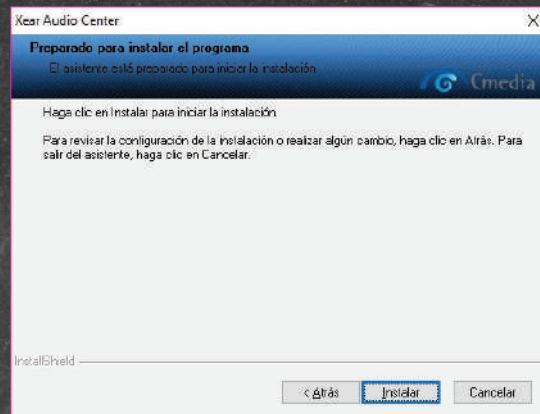 Xear Audio Center
Preparado para instalar el programa
El asistente está preparado para iniciar la instalación
Cmedia
Haga clic en Instalar para iniciar la instalación.
Para revisar la configuración de la instalación o realizar algún cambio, haga clic en Atrás. Para
salir del asistente, haga clic en Cancelar.
InstallShield
< Atrás
Instalar
Cancelar